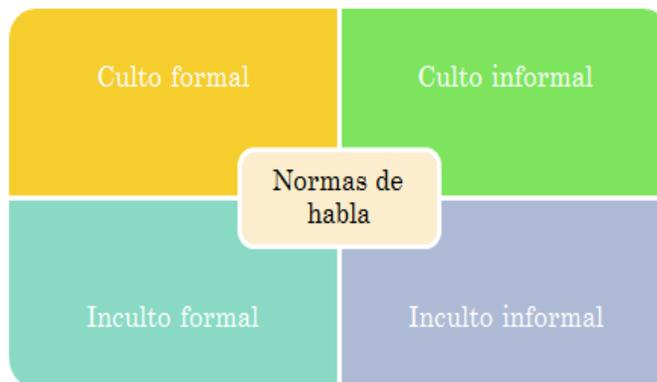 Culto formal
Culto informal
Normas de
habla
Inculto formal
Inculto informal